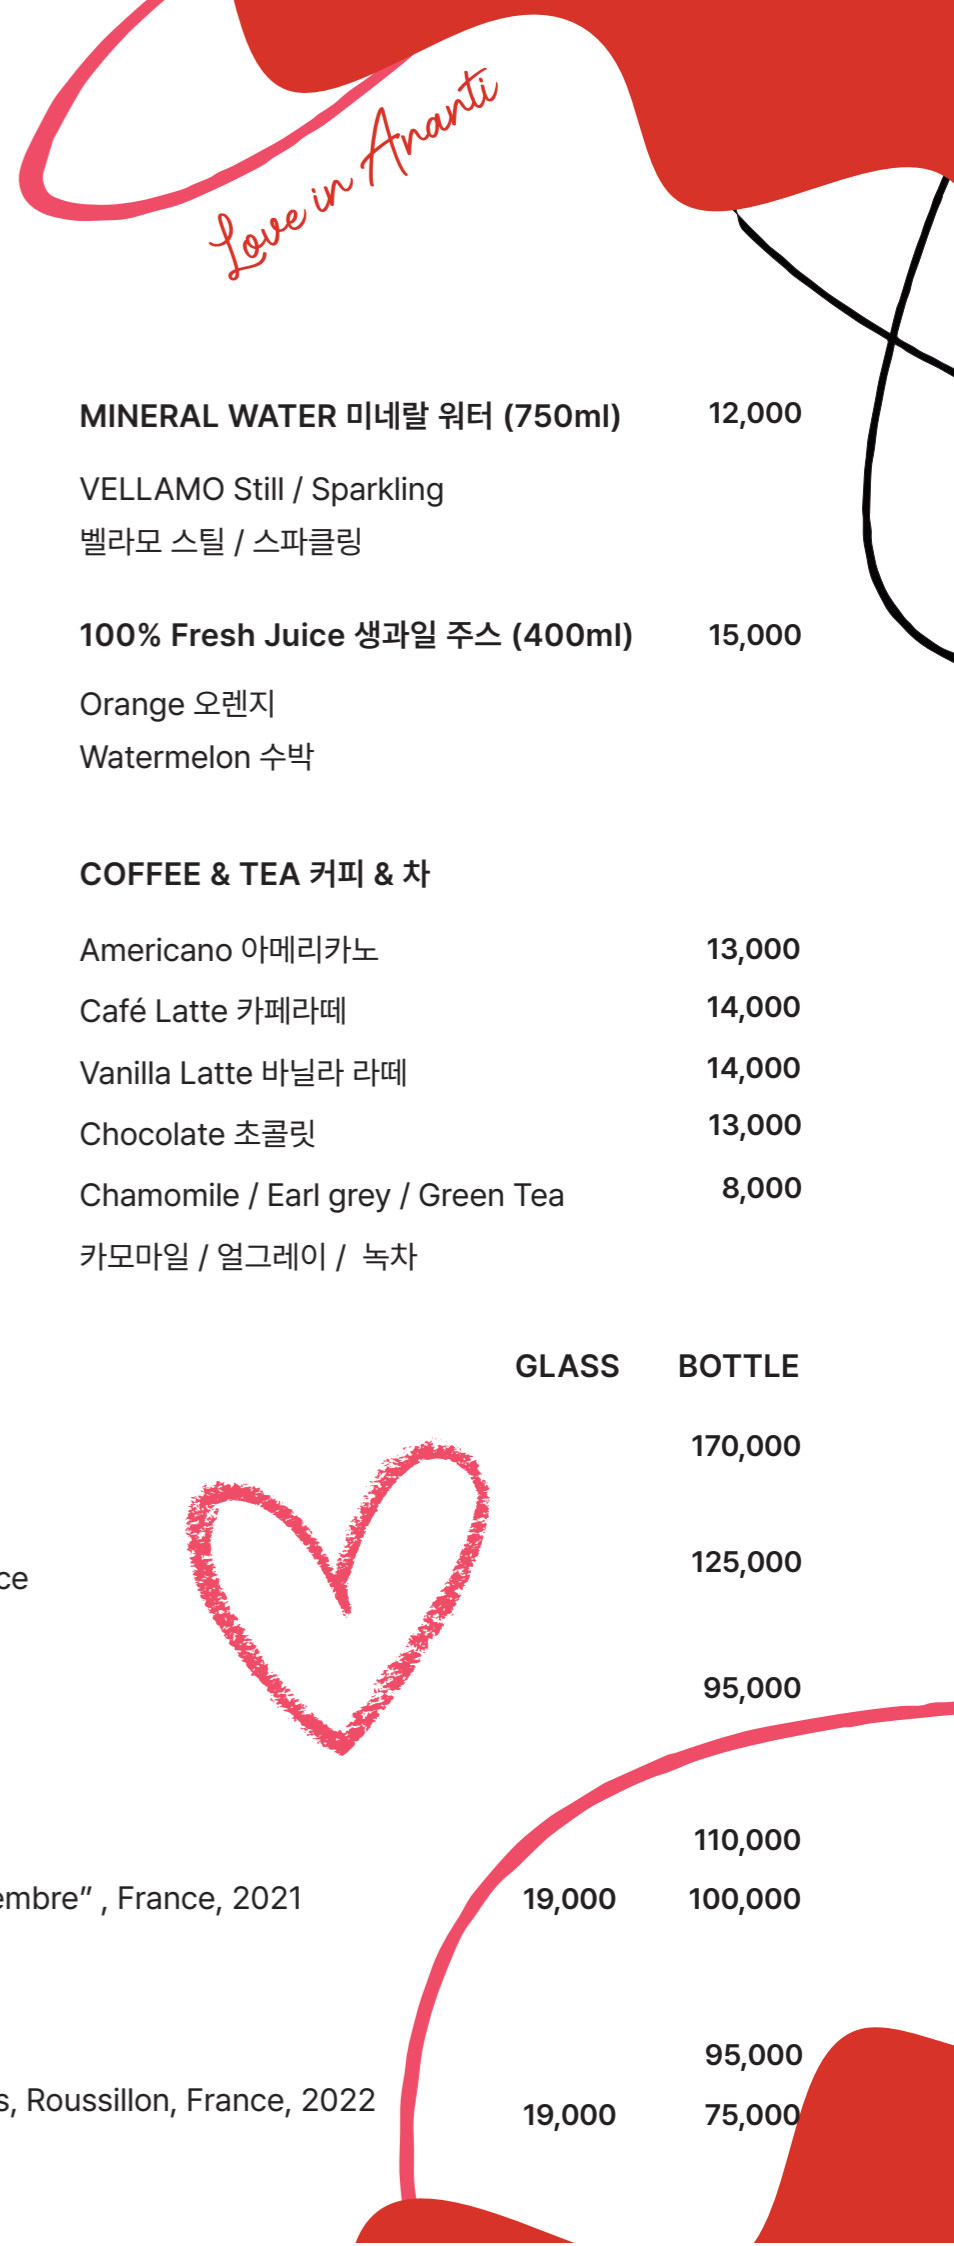 Love in Ananti
MINERAL WATER 미네랄 워터 (750ml) 12,000
VELLAMO Still / Sparkling
벨라모 스틸 / 스파클링
100% Fresh Juice 생과일 주스 (400ml) 15,000
Orange 오렌지
Watermelon 수박
COFFEE & TEA 커피 & 차
Americano 아메리카노 13,000
Café Latte 카페라떼 14,000
Vanilla Latte 바닐라 라떼 14,000
Chocolate 초콜릿 13,000
Chamomile / Earl grey / Green Tea 8,000
카모마일 / 얼그레이 / 녹차
GLASS BOTTLE
170,000
125,000
ce
95,000
110,000
embre” , France, 2021 19,000 100,000
95,000
s, Roussillon, France, 2022 19,000 75,000